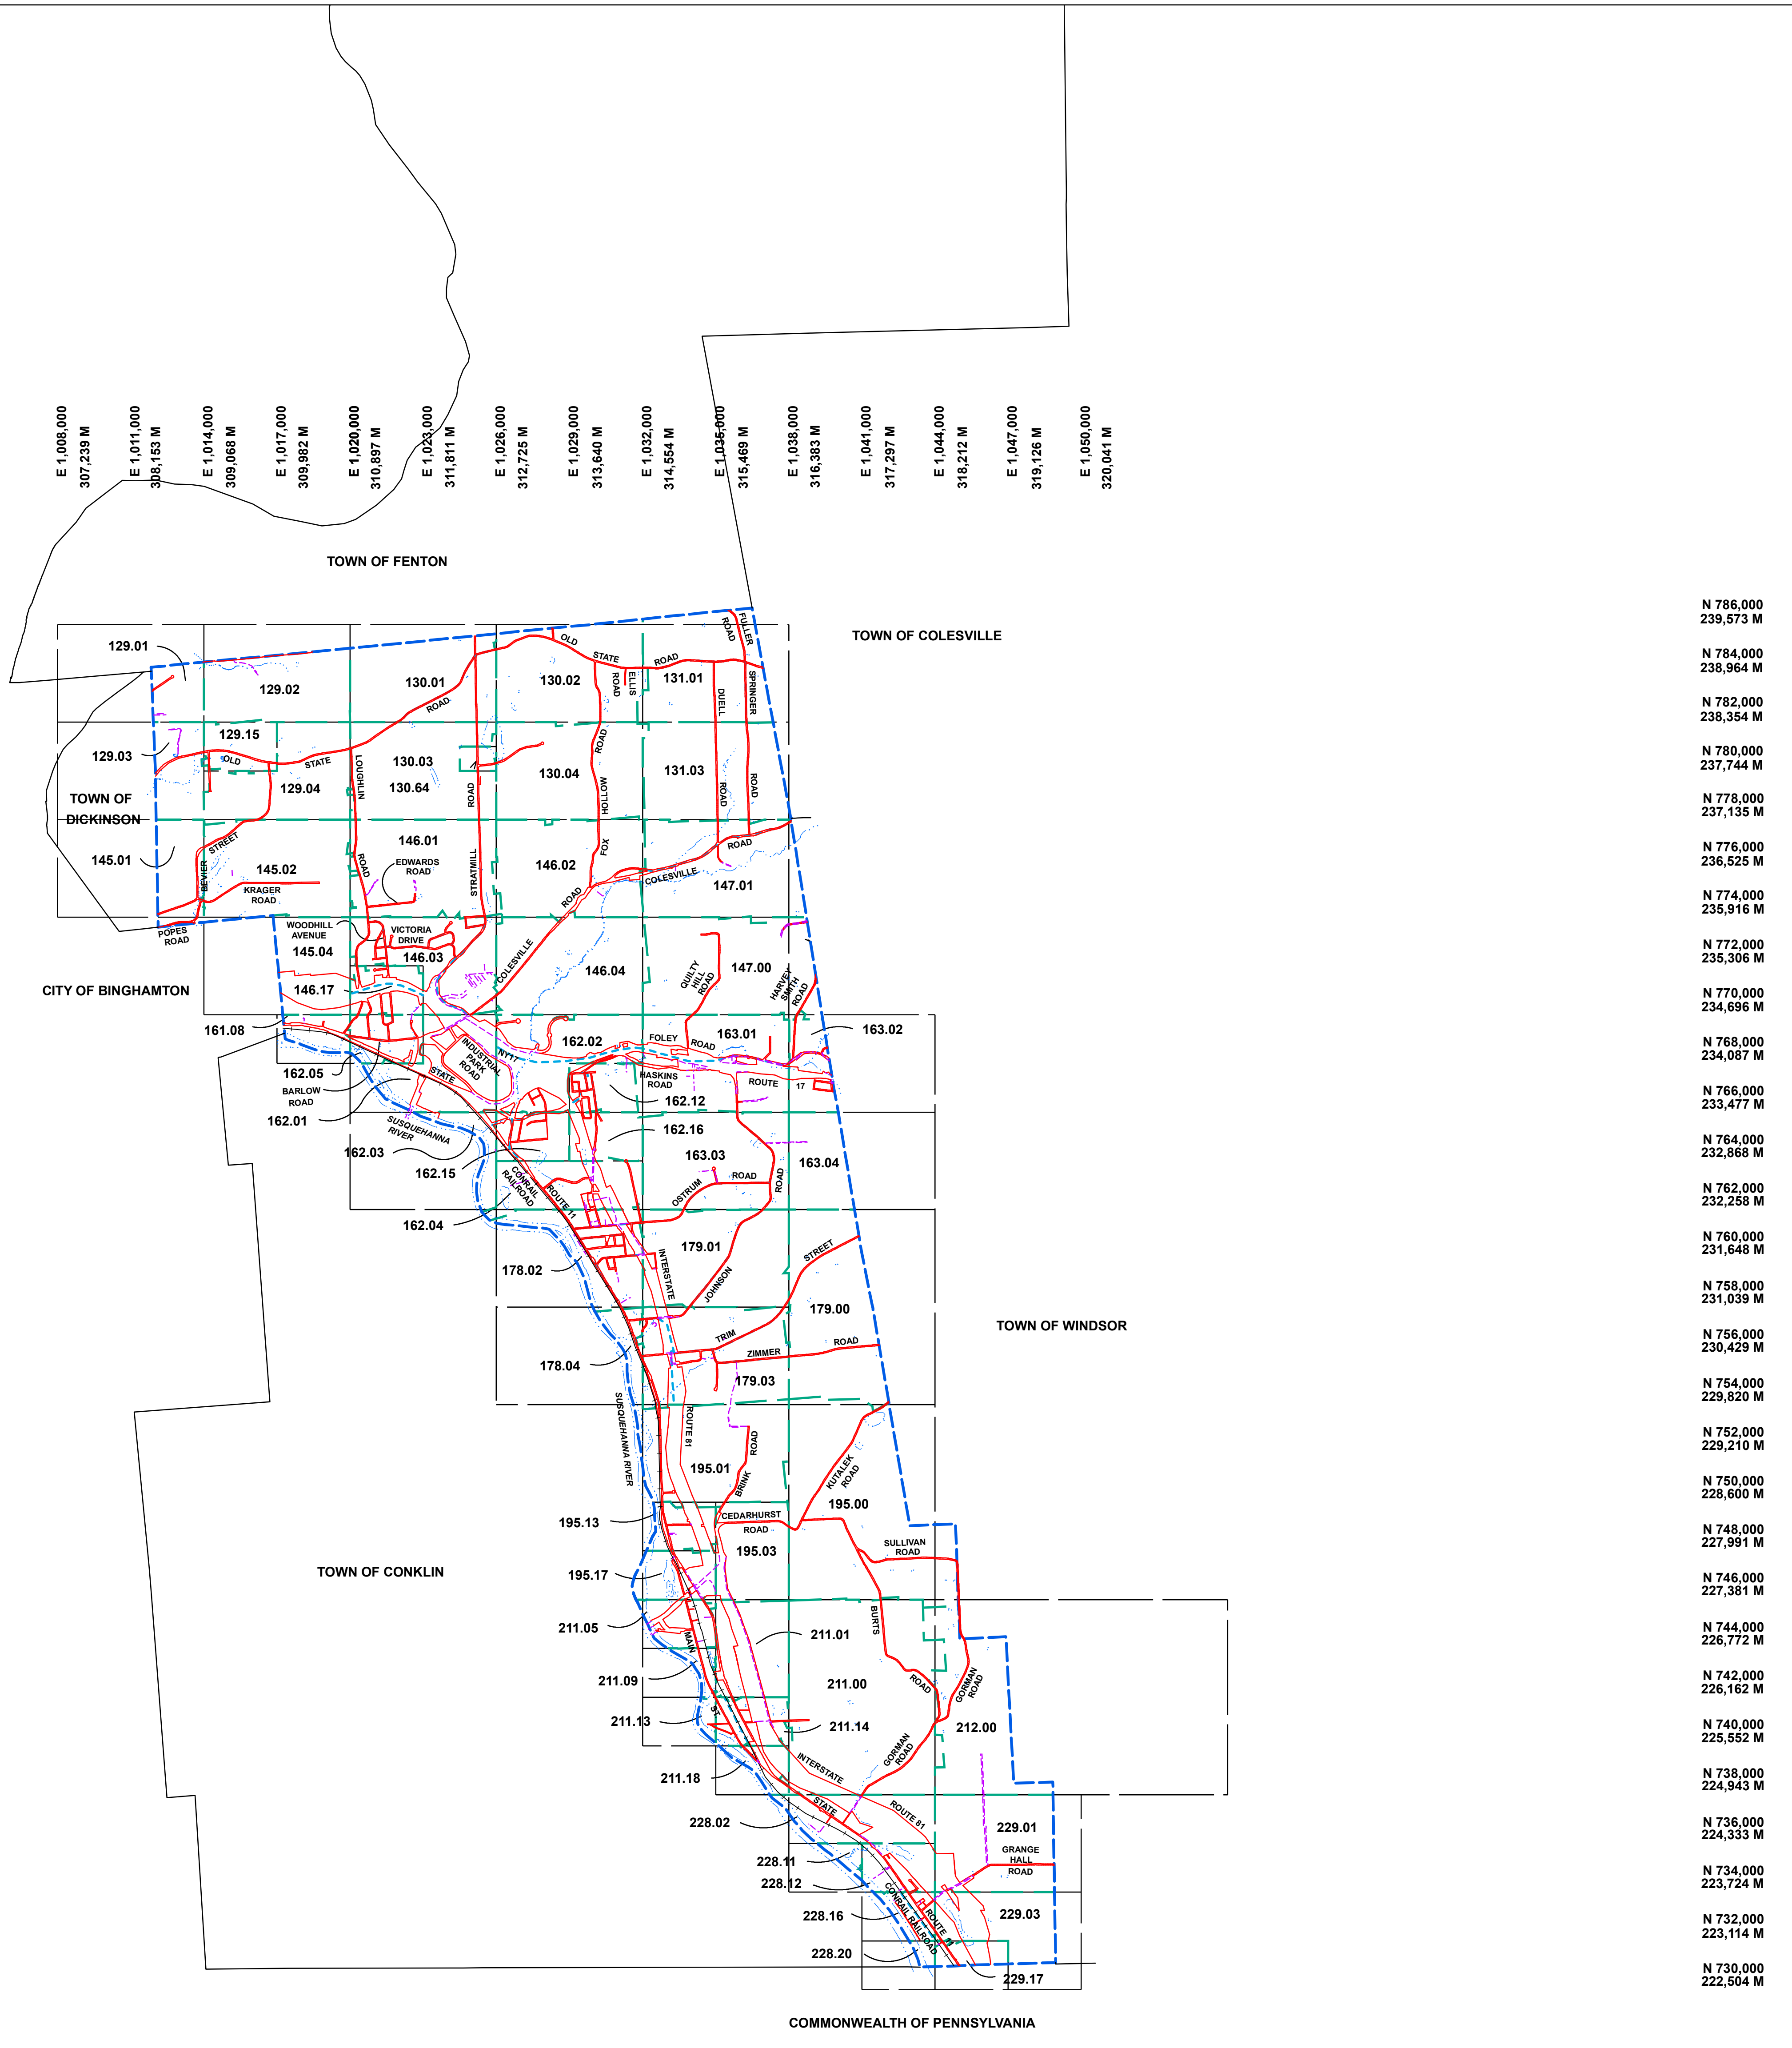 E 1,008,000
307,239 M
E 1,011,000
308,153 M
E 1,014,000
309,068 M
E 1,017,000
309,982 M
E 1,020,000
310,897 M
E 1,023,000
311,811 M
E 1,026,000
312,725 M
E 1,029,000
313,640 M
E 1,032,000
314,554 M
E 1,035,000
315,469 M
E 1,038,000
316,383 M
E 1,041,000
317,297 M
E 1,044,000
318,212 M
E 1,047,000
319,126 M
E 1,050,000
320,041 M
TOWN OF FENTON
TOWN OF COLESVILLE
129.01
129.02
130.01
ROAD
130.02
OLD
STATE
ROAD
ROAD
ELLIS
131.01
FULLER
ROAD
DUELL
ROAD
SPRINGER
ROAD
129.03
129.15
OLD
STATE
129.04
LOUGHLIN
ROAD
130.03
130.64
ROAD
STRATMILL
130.04
ROAD
HOLLOW
FOX
131.03
TOWN OF
DICKINSON
145.01
STREET
BEVIER
145.02
KRAGER
ROAD
POPES
ROAD
146.01
EDWARDS
ROAD
146.02
ROAD
COLESVILLE
COLESVILLE
ROAD
147.01
WOODHILL
AVENUE
VICTORIA
DRIVE
145.04
146.03
146.04
QUILTY
HILL
ROAD
147.00
HARVEY
SMITH
ROAD
CITY OF BINGHAMTON
146.17
161.08
162.05
BARLOW
ROAD
162.01
STATE
INDUSTRIAL
PARK
ROAD
NY17
162.02
FOLEY
ROAD
163.01
163.02
HASKINS
ROAD
ROUTE
17
162.12
SUSQUEHANNA
RIVER
162.03
162.15
162.16
162.04
CONRAIL
RAILROAD
ROUTE 11
163.03
OSTRUM
ROAD
ROAD
163.04
178.02
179.01
INTERSTATE
JOHNSON
STREET
179.00
TRIM
ZIMMER
ROAD
178.04
179.03
TOWN OF WINDSOR
SUSQUEHANNA RIVER
ROUTE 81
195.01
ROAD
BRINK
KUTALEK
ROAD
195.00
195.13
CEDARHURST
ROAD
195.03
SULLIVAN
ROAD
TOWN OF CONKLIN
195.17
211.05
MAIN
ST.
211.01
BURTS
ROAD
211.09
211.00
GORMAN
ROAD
211.13
211.14
212.00
GORMAN
ROAD
211.18
INTERSTATE
ROUTE 81
STATE
228.02
229.01
GRANGE
HALL
ROAD
228.11
228.12
228.16
CONRAIL RAILROAD
ROUTE 11
229.03
228.20
229.17
COMMONWEALTH OF PENNSYLVANIA
N 786,000
239,573 M
N 784,000
238,964 M
N 782,000
238,354 M
N 780,000
237,744 M
N 778,000
237,135 M
N 776,000
236,525 M
N 774,000
235,916 M
N 772,000
235,306 M
N 770,000
234,696 M
N 768,000
234,087 M
N 766,000
233,477 M
N 764,000
232,868 M
N 762,000
232,258 M
N 760,000
231,648 M
N 758,000
231,039 M
N 756,000
230,429 M
N 754,000
229,820 M
N 752,000
229,210 M
N 750,000
228,600 M
N 748,000
227,991 M
N 746,000
227,381 M
N 744,000
226,772 M
N 742,000
226,162 M
N 740,000
225,552 M
N 738,000
224,943 M
N 736,000
224,333 M
N 734,000
223,724 M
N 732,000
223,114 M
N 730,000
222,504 M